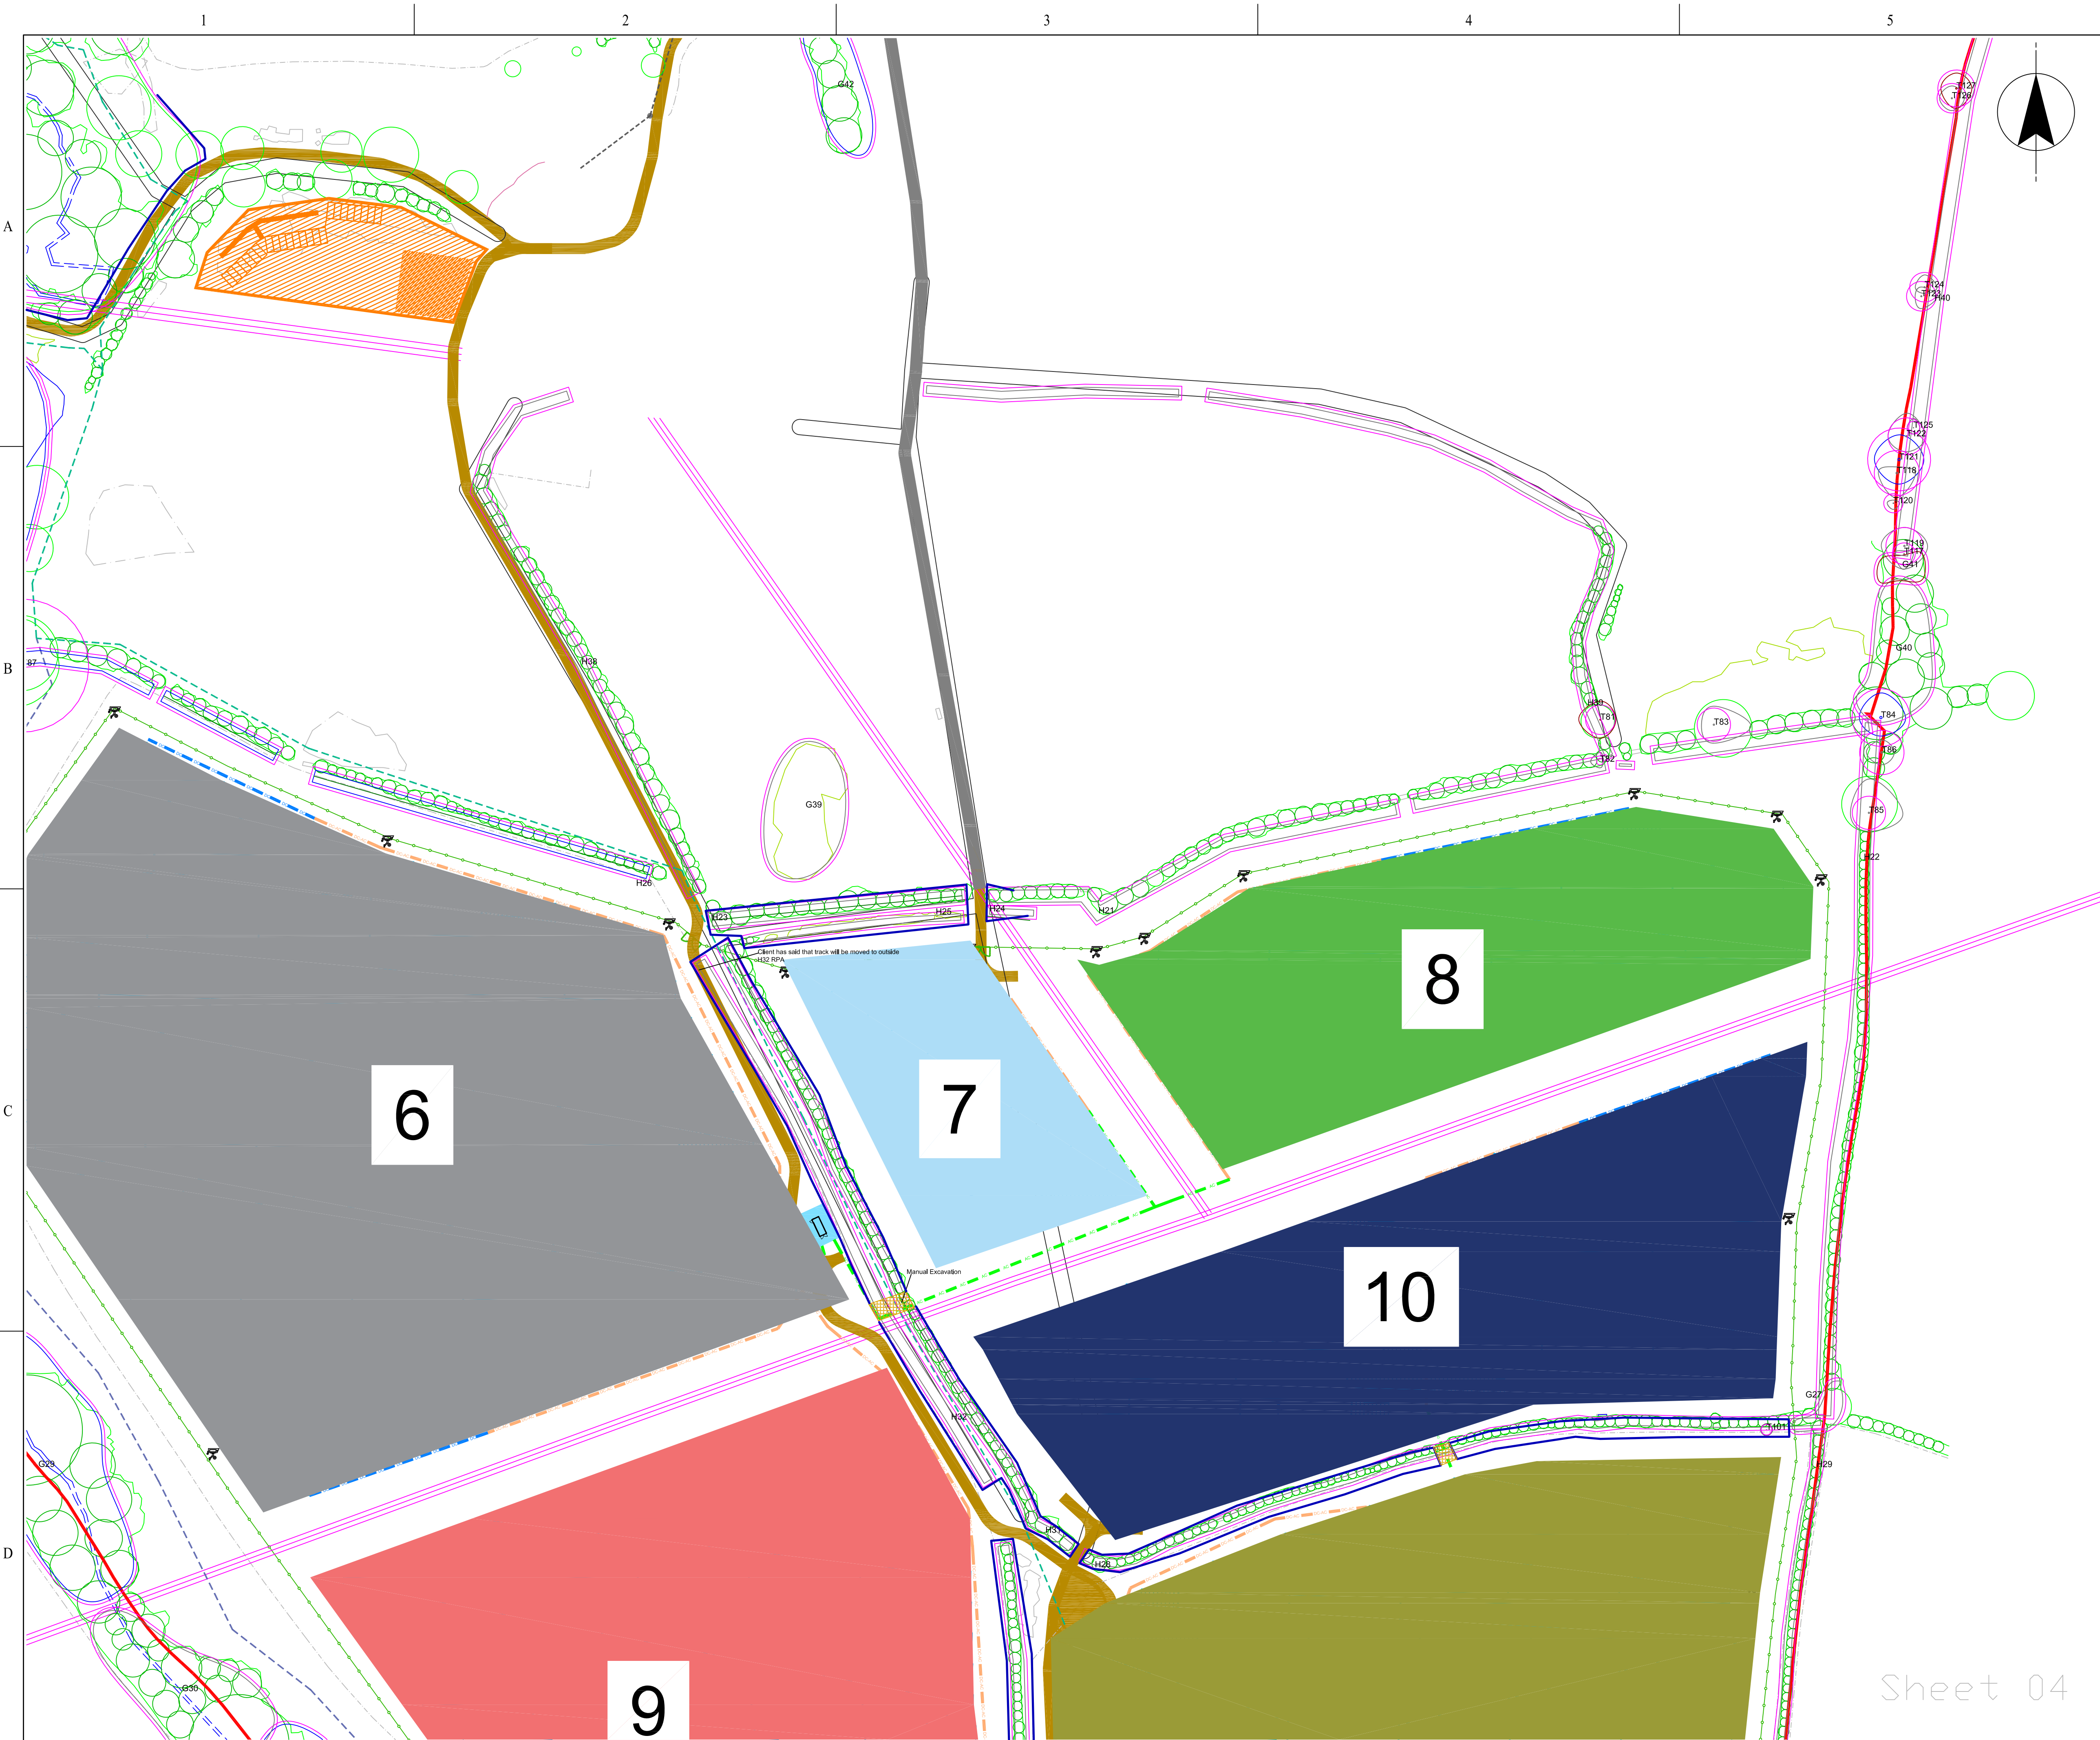 1
2
3
4
5
A
B
C
D
G42
T127
T126
T124
T123
H40
T125
T122
T121
T118
T120
T119
T117
G41
G40
H38
87
H39
T81
T83
T84
T82
T86
T85
G39
H22
H26
H23
H25
H24
H21
Client has said that track will be moved to outside
H32 RPA
8
6
7
Manual Excavation
10
G27
H32
T101
G29
H29
H31
H28
G30
9
Sheet 04